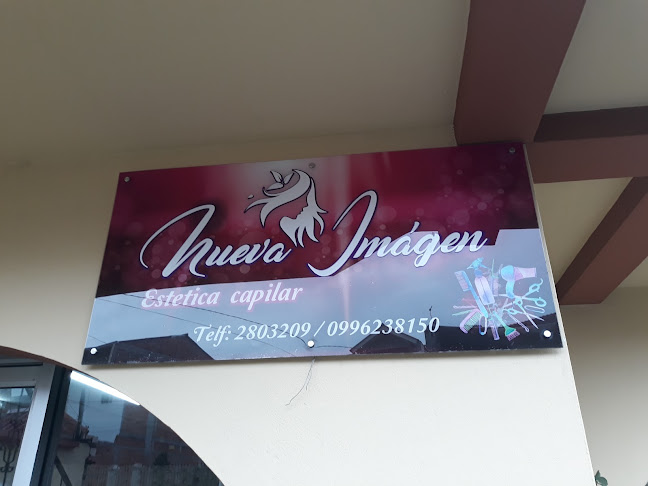 Nueva Imágen
Estetica capilar
Telf: 2803209 / 0996238150